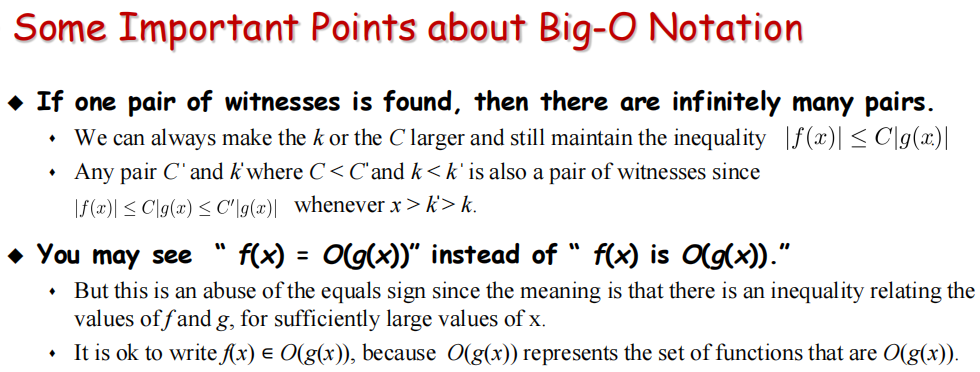 Some Important Points about Big-O Notation
◆ If one pair of witnesses is found, then there are infinitely many pairs.
• We can always make the k or the C larger and still maintain the inequality |f(x)| ≤ C|g(x)|
• Any pair C' and k' where C < C' and k < k' is also a pair of witnesses since
|f(x)| ≤ C|g(x) ≤ C'|g(x)| whenever x > k' > k.
◆ You may see “ f(x) = O(g(x))” instead of “ f(x) is O(g(x)).”
• But this is an abuse of the equals sign since the meaning is that there is an inequality relating the
values of f and g, for sufficiently large values of x.
• It is ok to write f(x) ∈ O(g(x)), because O(g(x)) represents the set of functions that are O(g(x)).